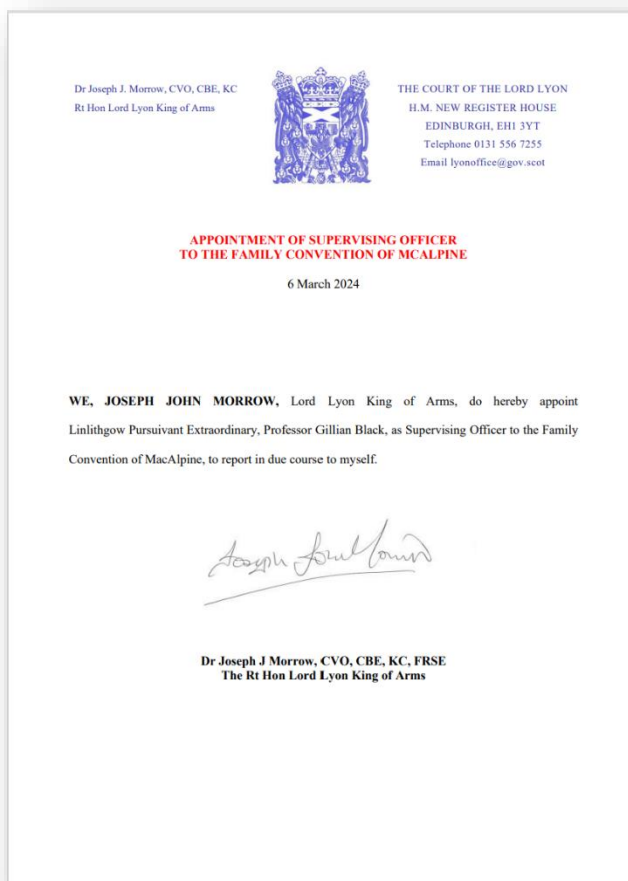 Dr Joseph J. Morrow, CVO, CBE, KC
Rt Hon Lord Lyon King of Arms
THE COURT OF THE LORD LYON
H.M. NEW REGISTER HOUSE
EDINBURGH, EH1 3YT
Telephone 0131 556 7255
Email lyonoffice@gov.scot
APPOINTMENT OF SUPERVISING OFFICER
TO THE FAMILY CONVENTION OF MCALPINE
6 March 2024
WE, JOSEPH JOHN MORROW, Lord Lyon King of Arms, do hereby appoint
Linlithgow Pursuivant Extraordinary, Professor Gillian Black, as Supervising Officer to the Family
Convention of MacAlpine, to report in due course to myself.
Joseph John Morrow
Dr Joseph J Morrow, CVO, CBE, KC, FRSE
The Rt Hon Lord Lyon King of Arms